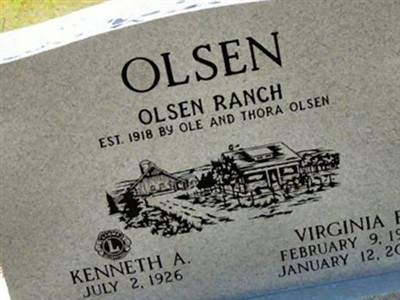 OLSEN
OLSEN RANCH
EST. 1918 BY OLE AND THORA OLSEN
L
KENNETH A.
JULY 2, 1926
VIRGINIA
FEBRUARY 9,
JANUARY 12,